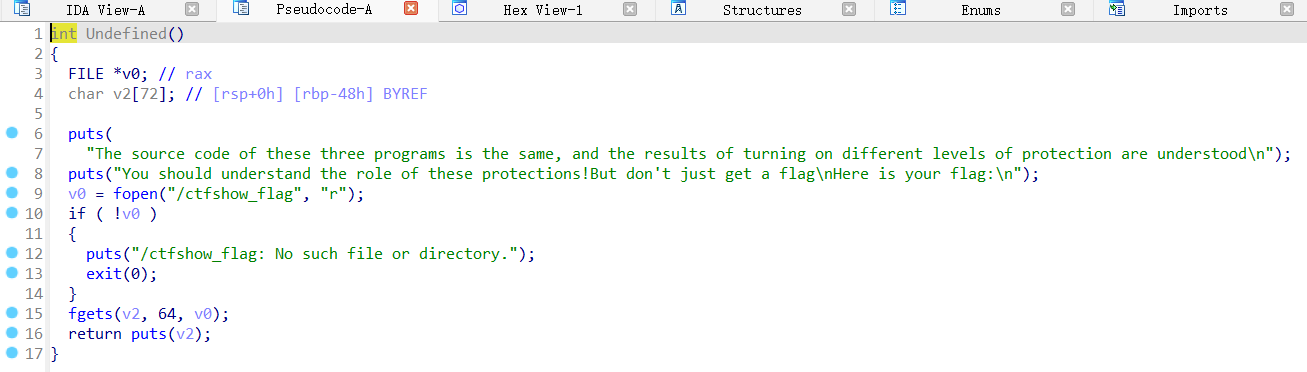 IDA View-A Pseudocode-A Hex View-1 Structures Enums Imports
1 int Undefined()
2 {
3 FILE *v0; // rax
4 char v2[72]; // [rsp+0h] [rbp-48h] BYREF
5
6 puts(
7 "The source code of these three programs is the same, and the results of turning on different levels of protection are understood\n");
8 puts("You should understand the role of these protections!But don't just get a flag\nHere is your flag:\n");
9 v0 = fopen("/ctfshow_flag", "r");
10 if ( !v0 )
11 {
12 puts("/ctfshow_flag: No such file or directory.");
13 exit(0);
14 }
15 fgets(v2, 64, v0);
16 return puts(v2);
17 }